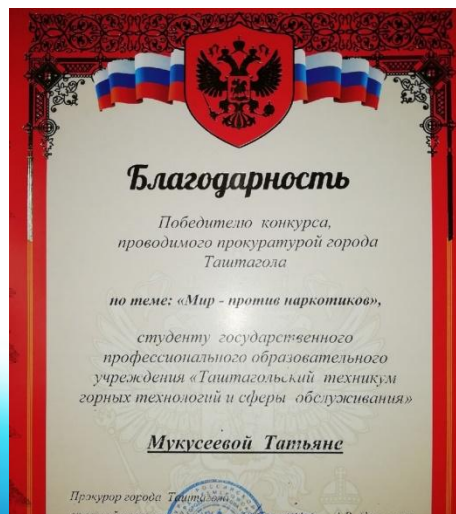 Благодарность
Победителю конкурса,
проводимого прокуратурой города
Таштагола
по теме: «Мир - против наркотиков»,
студенту государственного
профессионального образовательного
учреждения «Таштагольский техникум
горных технологий и сферы обслуживания»
Мукусеевой Татьяне
Прокурор города Таштагола